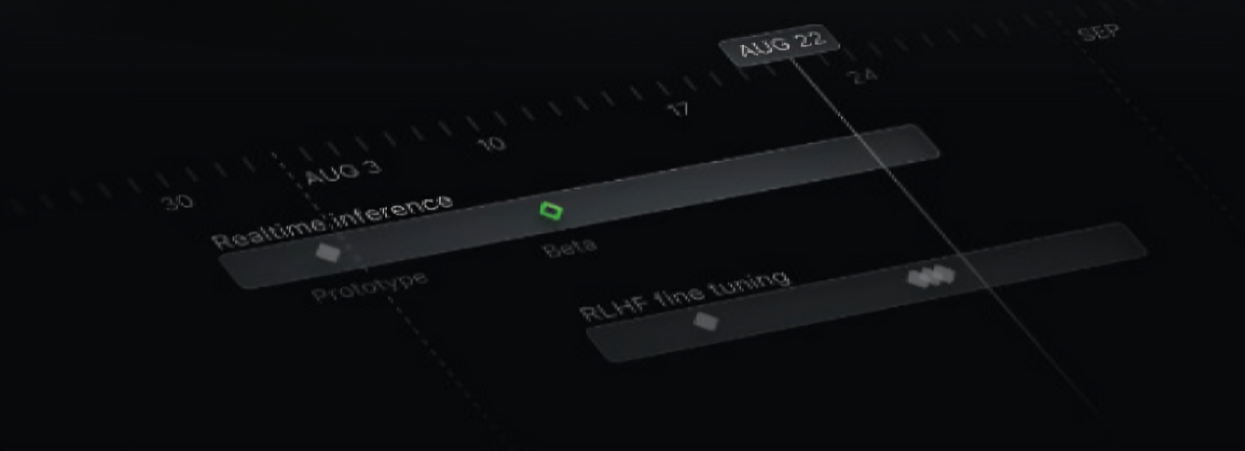 AUG 22
SEP
24
17
10
AUG 3
30
Realtime inference
Beta
Prototype
RLHF fine tuning